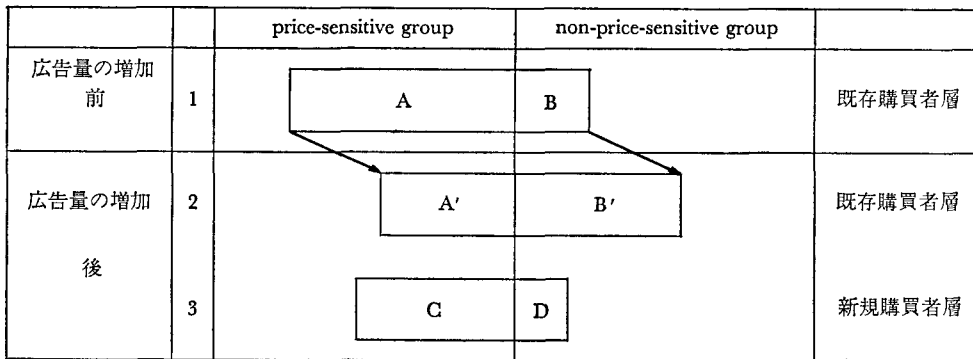 price-sensitive group non-price-sensitive group
広告量の増加
前 1 A B 既存購買者層
広告量の増加 2 A′ B′ 既存購買者層
後
3 C D 新規購買者層